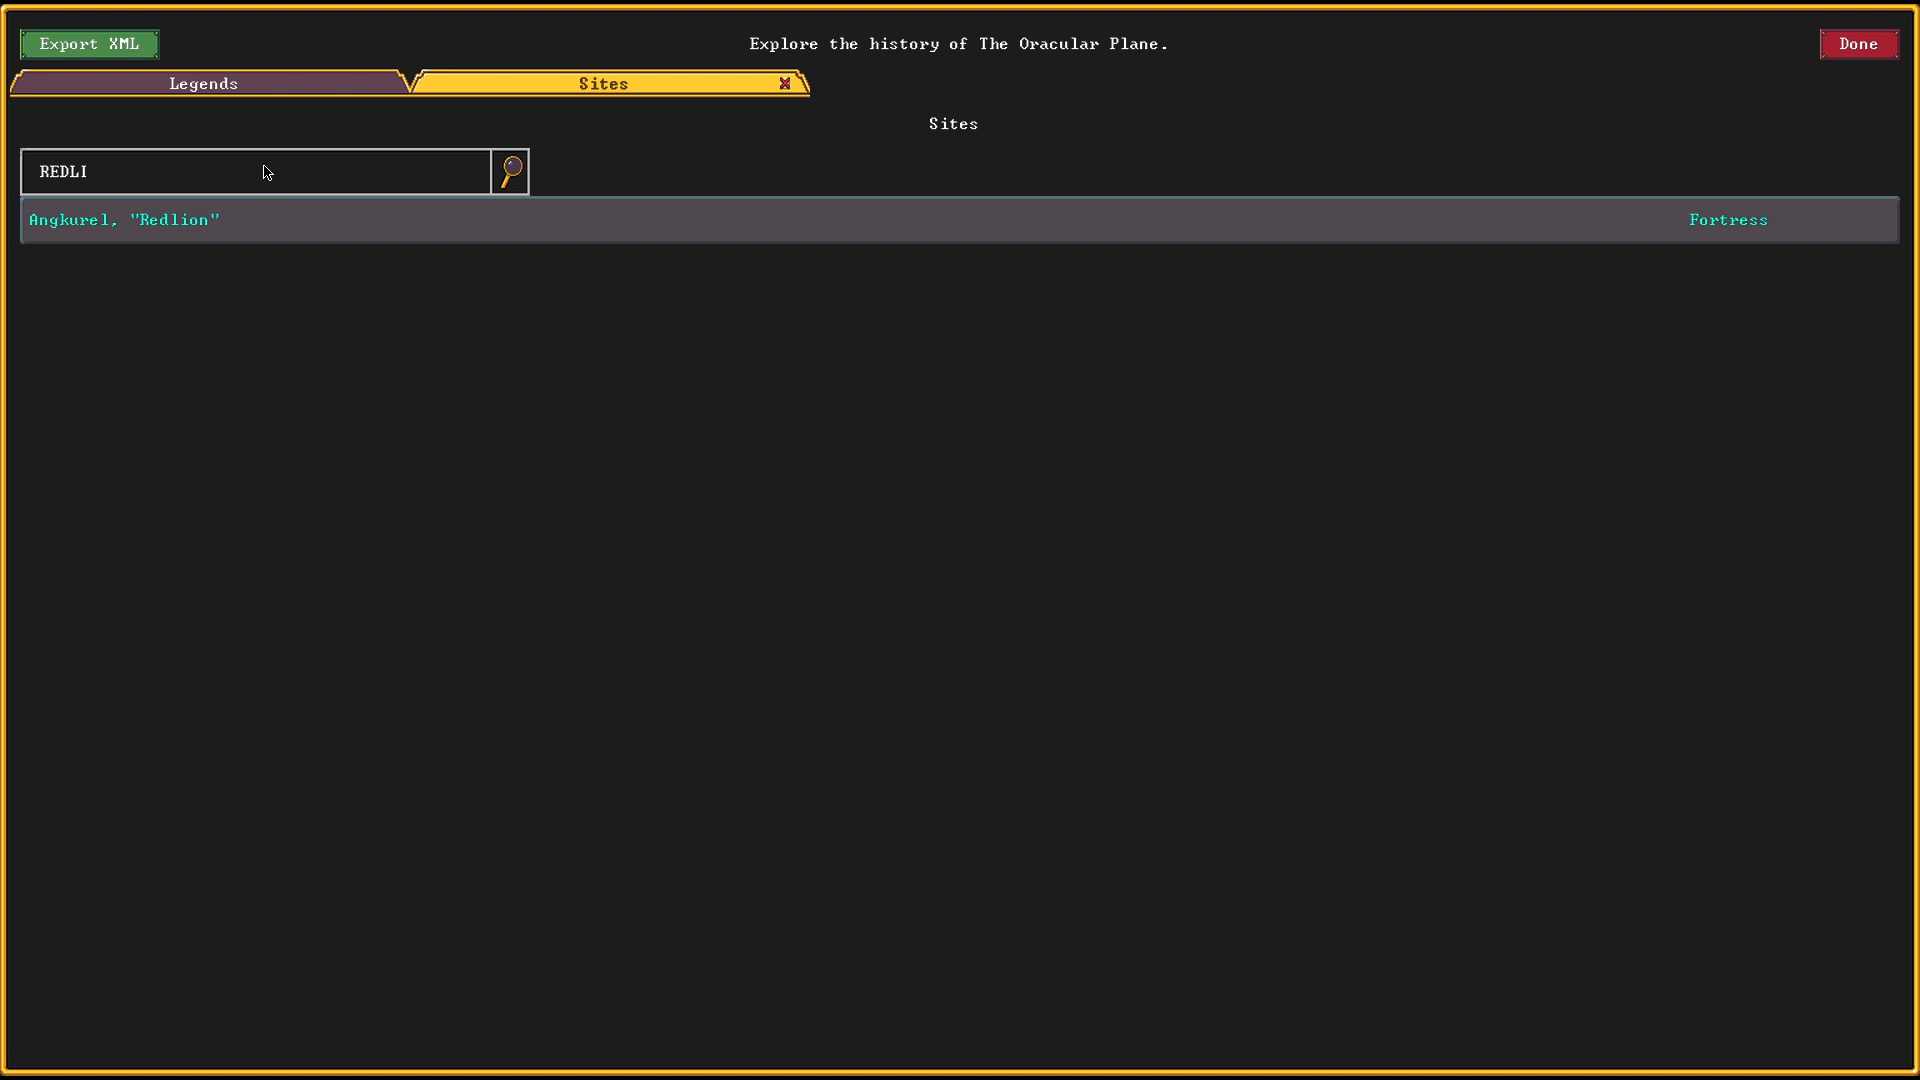 Export XML
Explore the history of The Oracular Plane.
Done
Legends
Sites
Sites
REDLI
Angkurel, "Redlion"
Fortress